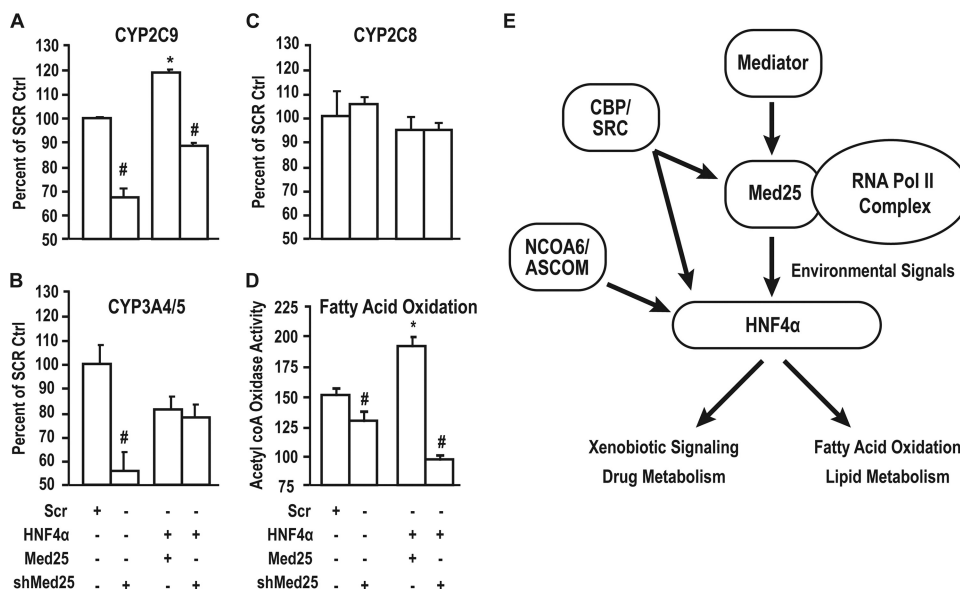 A
CYP2C9
Percent of SCR Ctrl
130
120
110
100
90
80
70
60
50
#
*
#
B
CYP3A4/5
Percent of SCR Ctrl
130
120
110
100
90
80
70
60
50
#
C
CYP2C8
Percent of SCR Ctrl
130
120
110
100
90
80
70
60
50
D
Fatty Acid Oxidation
Acetyl coA Oxidase Activity
225
200
175
150
125
100
75
#
*
#
Scr + - - - + - - -
HNF4α - - + + - - + +
Med25 - - + - - - + -
shMed25 - + - + - + - +
E
Mediator
CBP/
SRC
Med25
RNA Pol II
Complex
NCOA6/
ASCOM
Environmental Signals
HNF4α
Xenobiotic Signaling
Drug Metabolism
Fatty Acid Oxidation
Lipid Metabolism